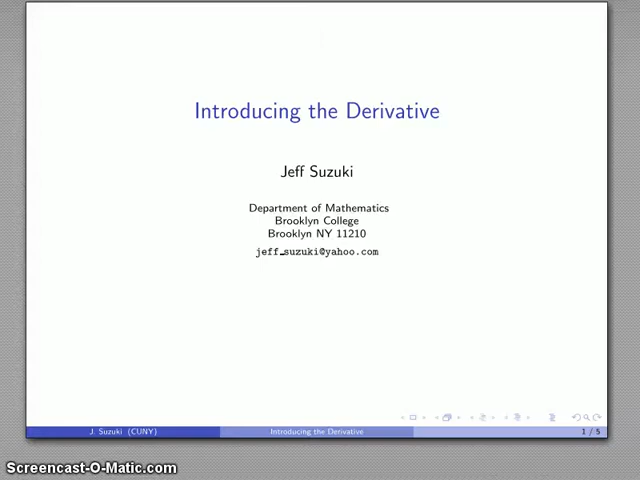 Introducing the Derivative
Jeff Suzuki
Department of Mathematics
Brooklyn College
Brooklyn NY 11210
jeff_suzuki@yahoo.com
J. Suzuki (CUNY)
Introducing the Derivative
1 / 5
Screencast-O-Matic.com